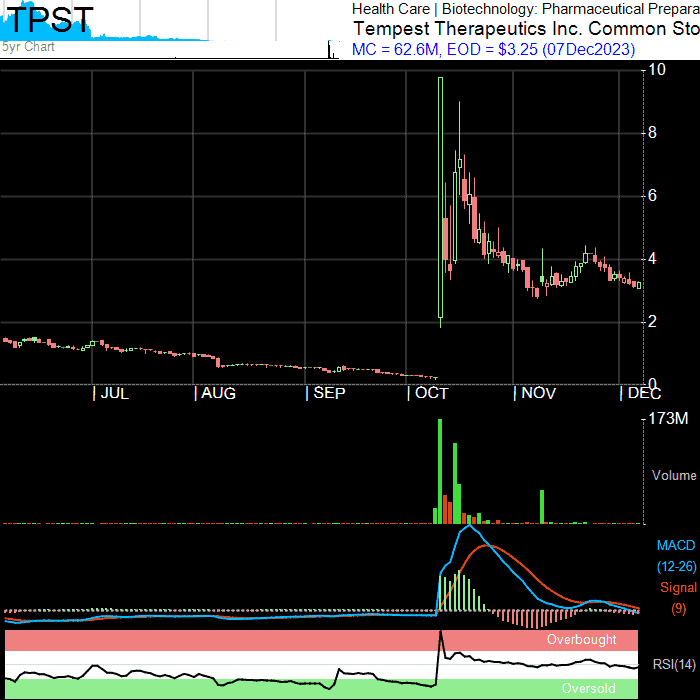 TPST
Health Care | Biotechnology: Pharmaceutical Prepara
Tempest Therapeutics Inc. Common Sto
5yr Chart
MC = 62.6M, EOD = $3.25 (07Dec2023)
10
8
6
4
2
0
| JUL | AUG | SEP | OCT | NOV | DEC
173M
Volume
MACD
(12-26)
Signal
(9)
Overbought
RSI(14)
Oversold